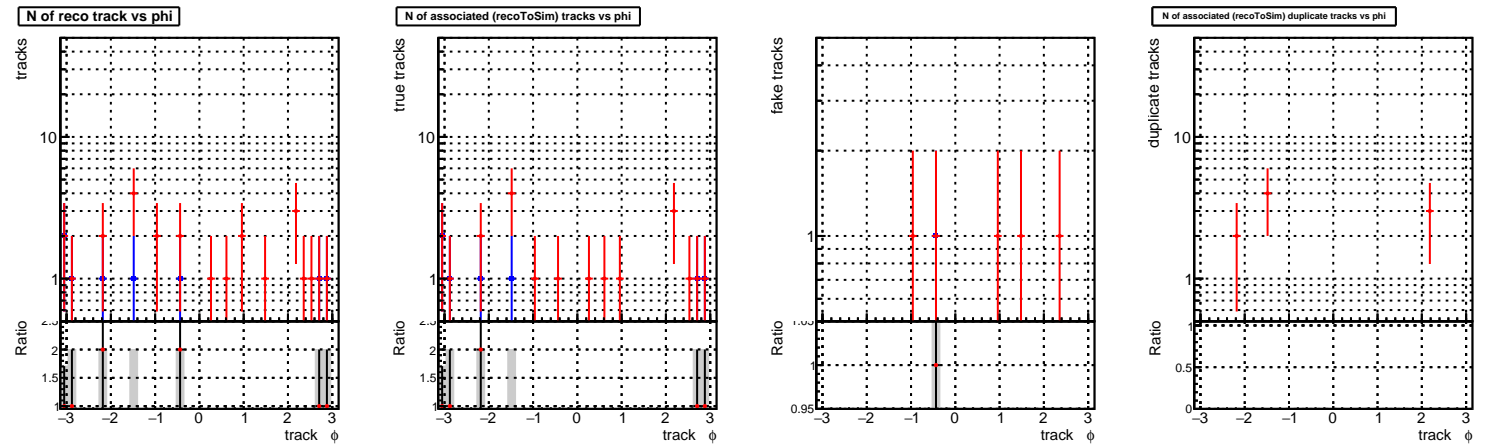 N of reco track vs phi
tracks
10
1
Ratio
2.5
2
1.5
1
−3 −2 −1 0 1 2 3
track ϕ
N of associated (recoToSim) tracks vs phi
true tracks
10
1
Ratio
2.5
2
1.5
1
−3 −2 −1 0 1 2 3
track ϕ
fake tracks
1
Ratio
1.05
1
0.95
−3 −2 −1 0 1 2 3
track ϕ
N of associated (recoToSim) duplicate tracks vs phi
duplicate tracks
10
1
Ratio
1
0.5
0
−3 −2 −1 0 1 2 3
track ϕ